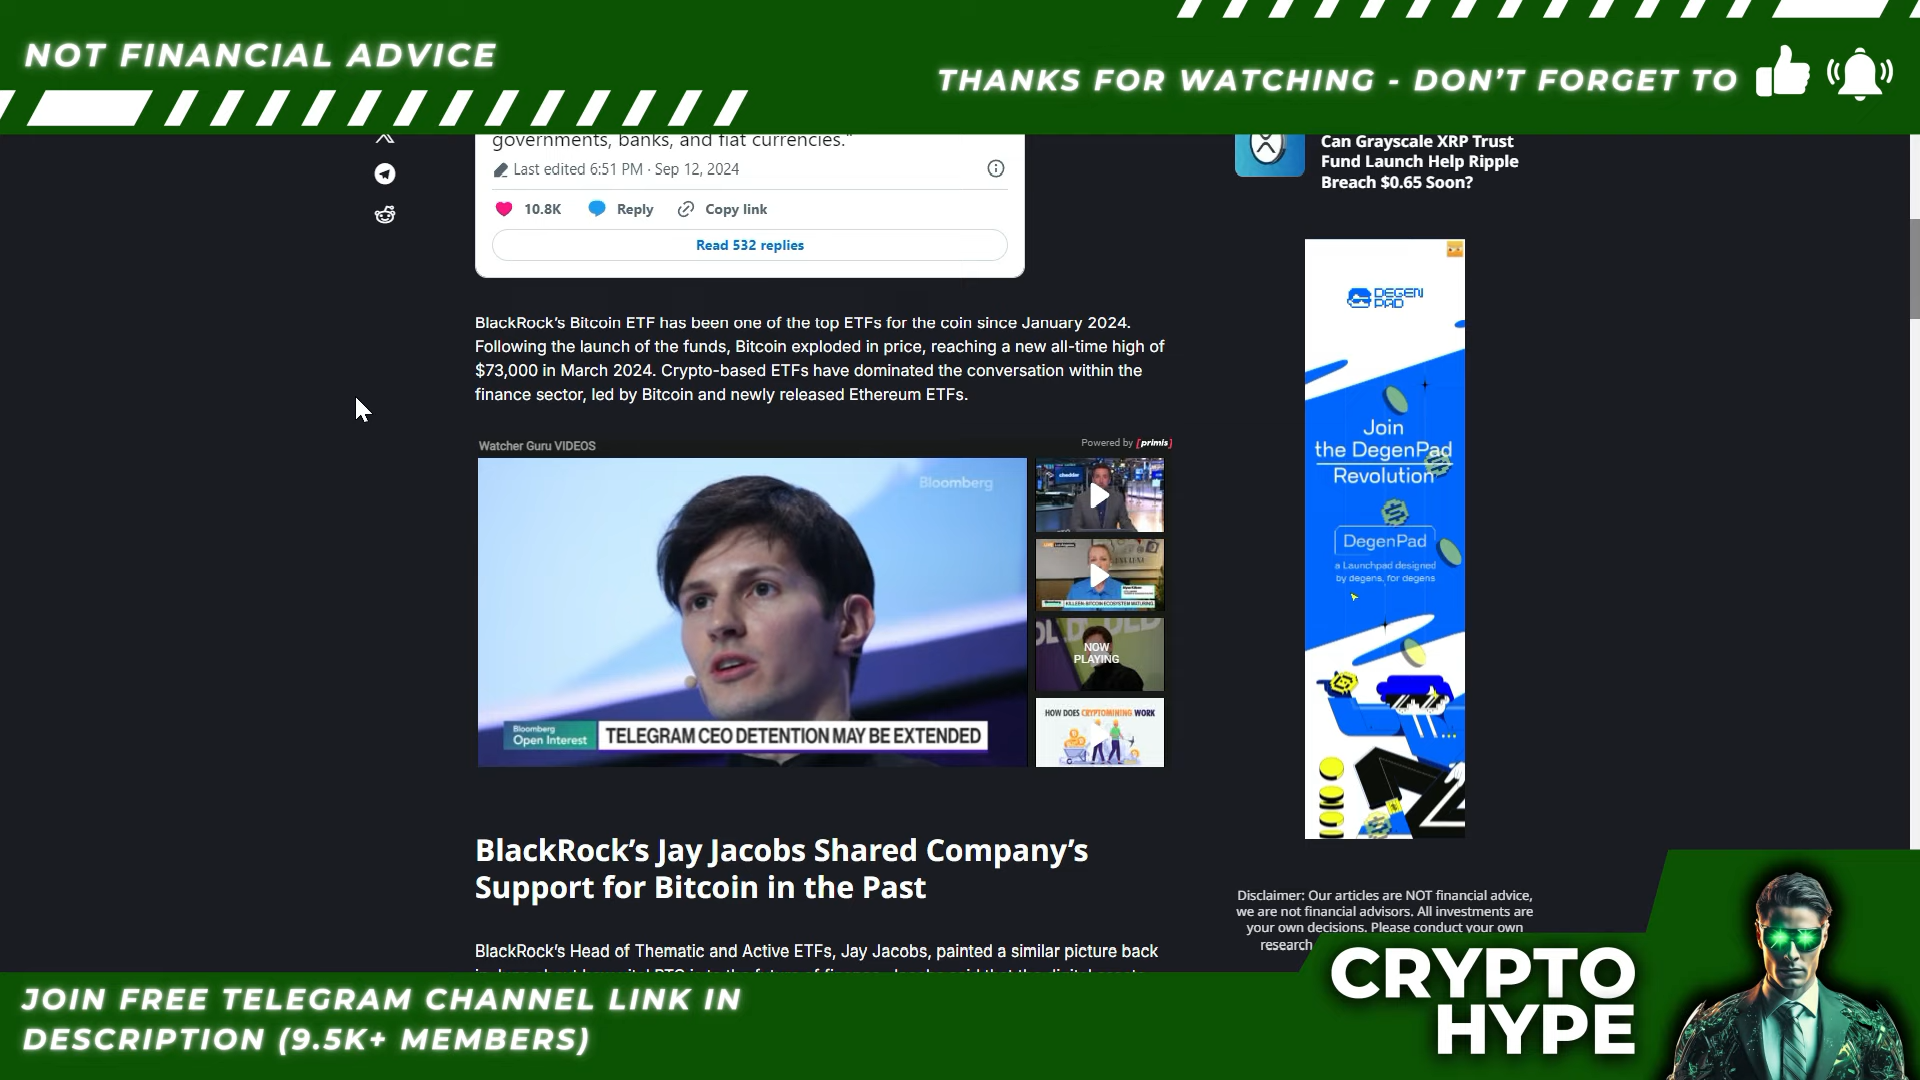 NOT FINANCIAL ADVICE
THANKS FOR WATCHING - DON'T FORGET TO
governments, banks, and fiat currencies."
Last edited 6:51 PM · Sep 12, 2024
10.8K Reply Copy link
Read 532 replies
Can Grayscale XRP Trust
Fund Launch Help Ripple
Breach $0.65 Soon?
BlackRock's Bitcoin ETF has been one of the top ETFs for the coin since January 2024.
Following the launch of the funds, Bitcoin exploded in price, reaching a new all-time high of
$73,000 in March 2024. Crypto-based ETFs have dominated the conversation within the
finance sector, led by Bitcoin and newly released Ethereum ETFs.
Watcher Guru VIDEOS
Powered by [primis]
Bloomberg
Bloomberg
Open Interest
TELEGRAM CEO DETENTION MAY BE EXTENDED
NOW
PLAYING
HOW DOES CRYPTOMINING WORK
DEGEN
PAD
Join
the DegenPad
Revolution
DegenPad
a Launchpad designed
by degens, for degens
BlackRock's Jay Jacobs Shared Company's
Support for Bitcoin in the Past
BlackRock's Head of Thematic and Active ETFs, Jay Jacobs, painted a similar picture back
Disclaimer: Our articles are NOT financial advice,
we are not financial advisors. All investments are
your own decisions. Please conduct your own
research
JOIN FREE TELEGRAM CHANNEL LINK IN
DESCRIPTION (9.5K+ MEMBERS)
CRYPTO
HYPE